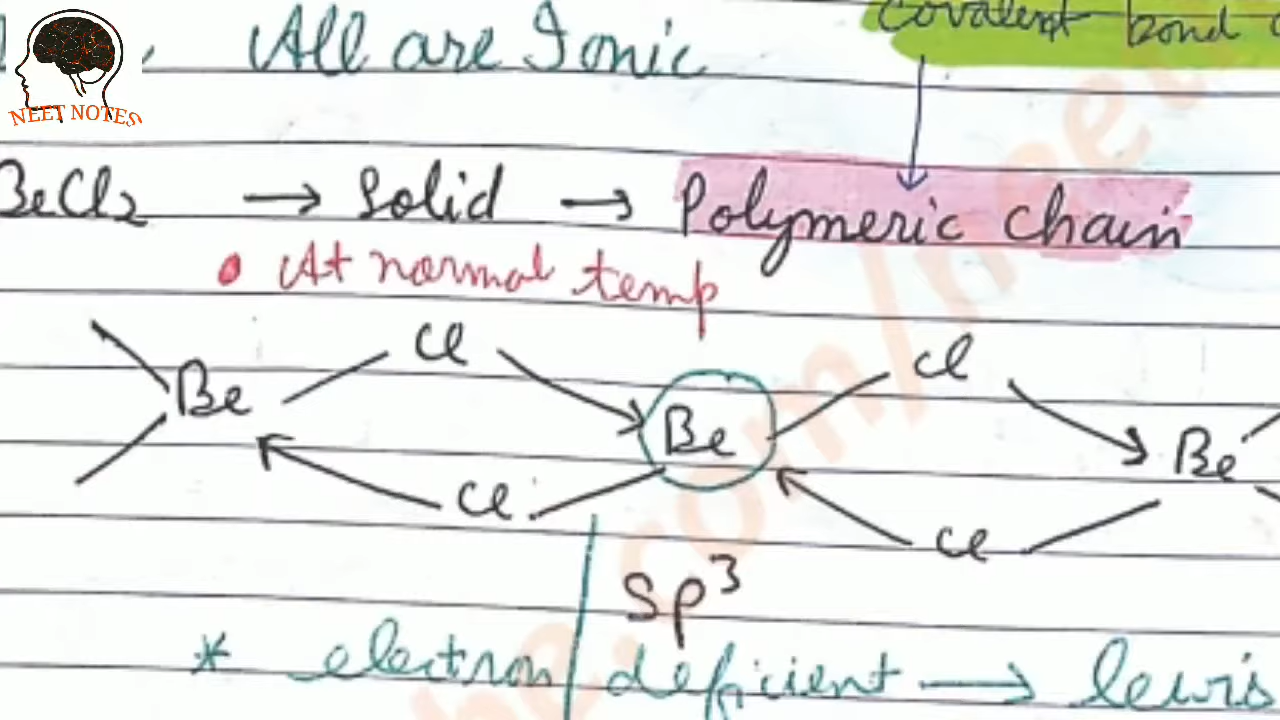 All are Ionic
Covalent bond
NEET NOTES
BeCl2 → Solid → Polymeric chain
• At normal temp
Cl Cl
Be Be Be
Cl Cl
Sp³
* electron deficient → lewis